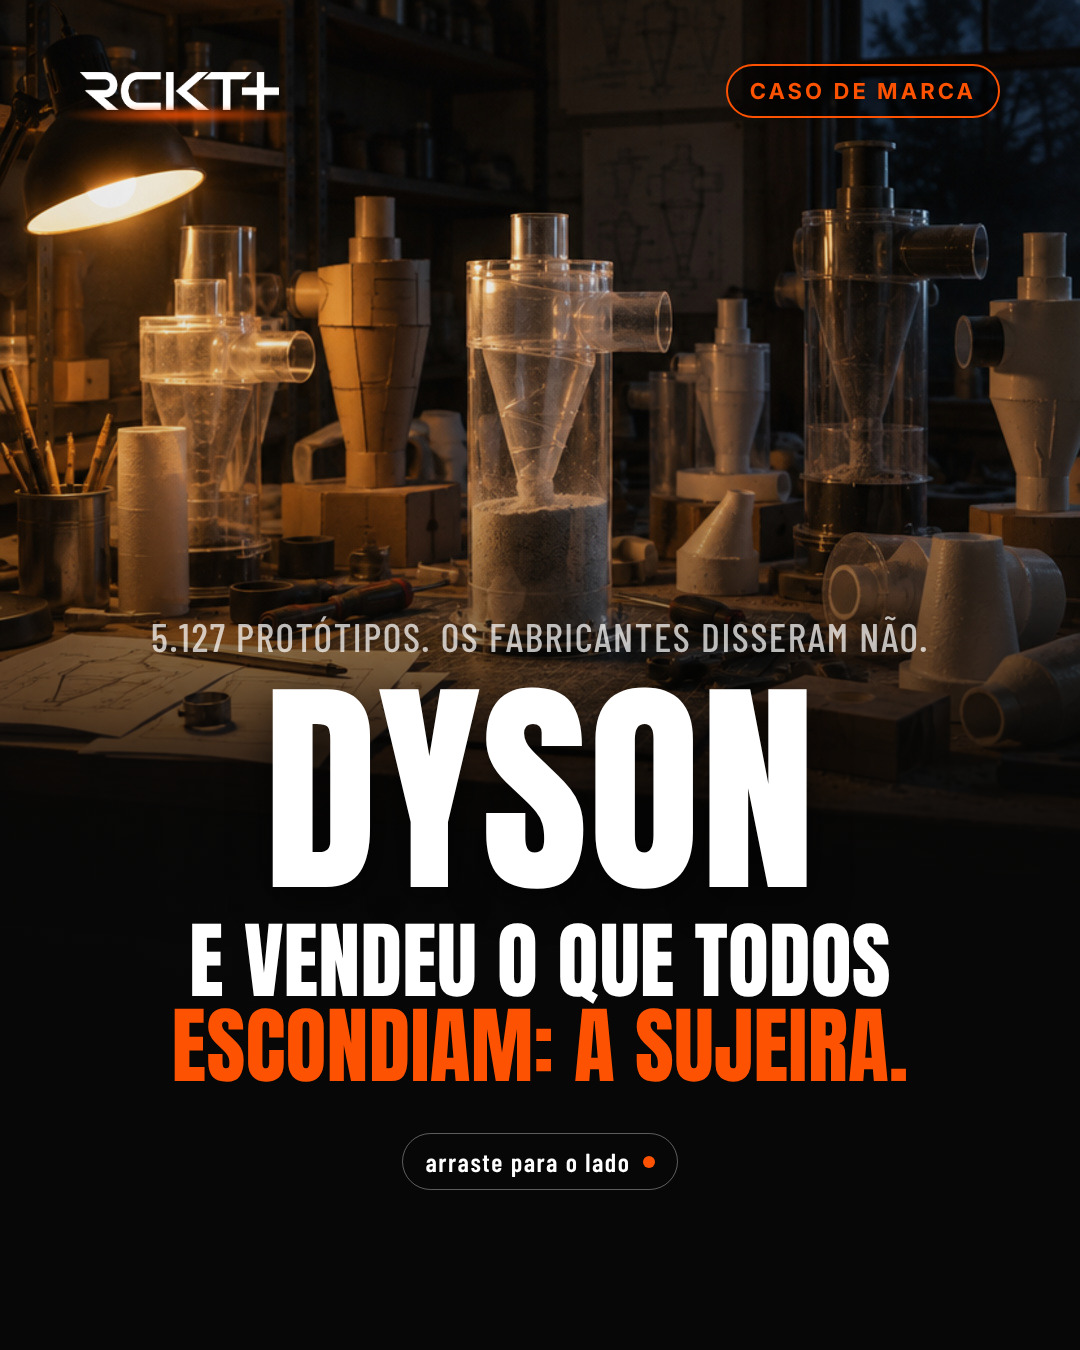 RCKT+
CASO DE MARCA
5.127 PROTÓTIPOS. OS FABRICANTES DISSERAM NÃO.
DYSON
E VENDEU O QUE TODOS
ESCONDIAM: A SUJEIRA.
arraste para o lado